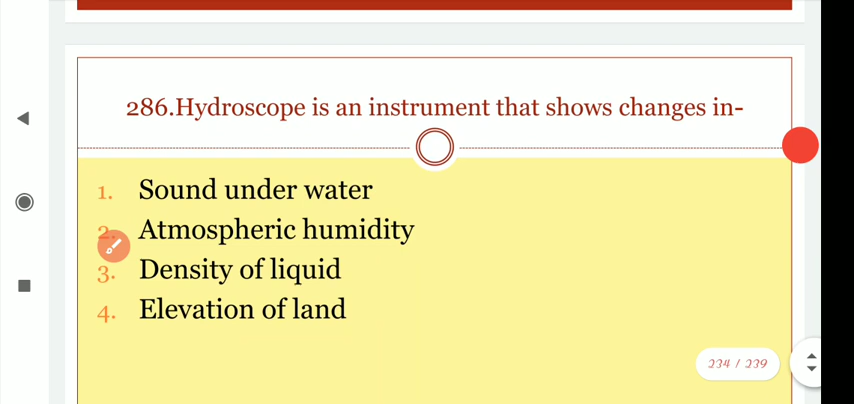 286.Hydroscope is an instrument that shows changes in-
1. Sound under water
2. Atmospheric humidity
3. Density of liquid
4. Elevation of land
234 / 239